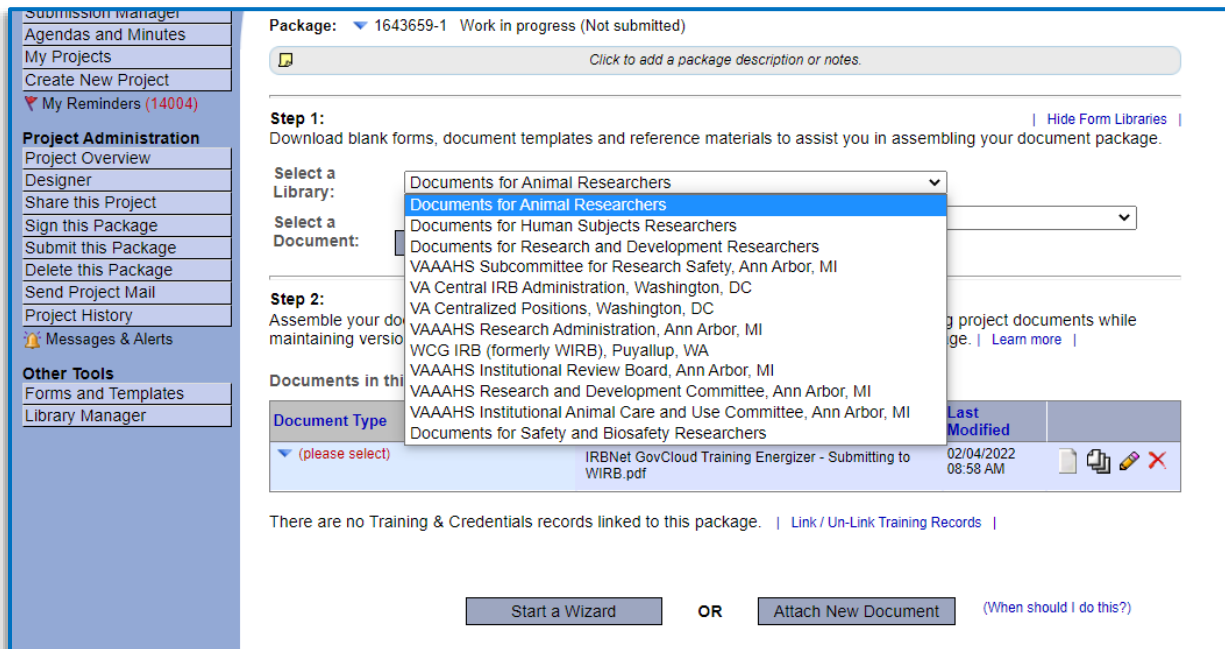 Submission Manager
Agendas and Minutes
My Projects
Create New Project
My Reminders (14004)
Project Administration
Project Overview
Designer
Share this Project
Sign this Package
Submit this Package
Delete this Package
Send Project Mail
Project History
Messages & Alerts
Other Tools
Forms and Templates
Library Manager
Package: 1643659-1 Work in progress (Not submitted)
Click to add a package description or notes.
Step 1: | Hide Form Libraries |
Download blank forms, document templates and reference materials to assist you in assembling your document package.
Select a
Library:
Documents for Animal Researchers
Select a
Document:
Documents for Animal Researchers
Documents for Human Subjects Researchers
Documents for Research and Development Researchers
VAAAHS Subcommittee for Research Safety, Ann Arbor, MI
VA Central IRB Administration, Washington, DC
VA Centralized Positions, Washington, DC
VAAAHS Research Administration, Ann Arbor, MI
WCG IRB (formerly WIRB), Puyallup, WA
VAAAHS Institutional Review Board, Ann Arbor, MI
VAAAHS Research and Development Committee, Ann Arbor, MI
VAAAHS Institutional Animal Care and Use Committee, Ann Arbor, MI
Documents for Safety and Biosafety Researchers
Step 2:
Assemble your do g project documents while
maintaining versio ge. | Learn more |
Documents in thi
Document Type Last
Modified
(please select) IRBNet GovCloud Training Energizer - Submitting to
WIRB.pdf
02/04/2022
08:58 AM
There are no Training & Credentials records linked to this package. | Link / Un-Link Training Records |
Start a Wizard OR Attach New Document (When should I do this?)